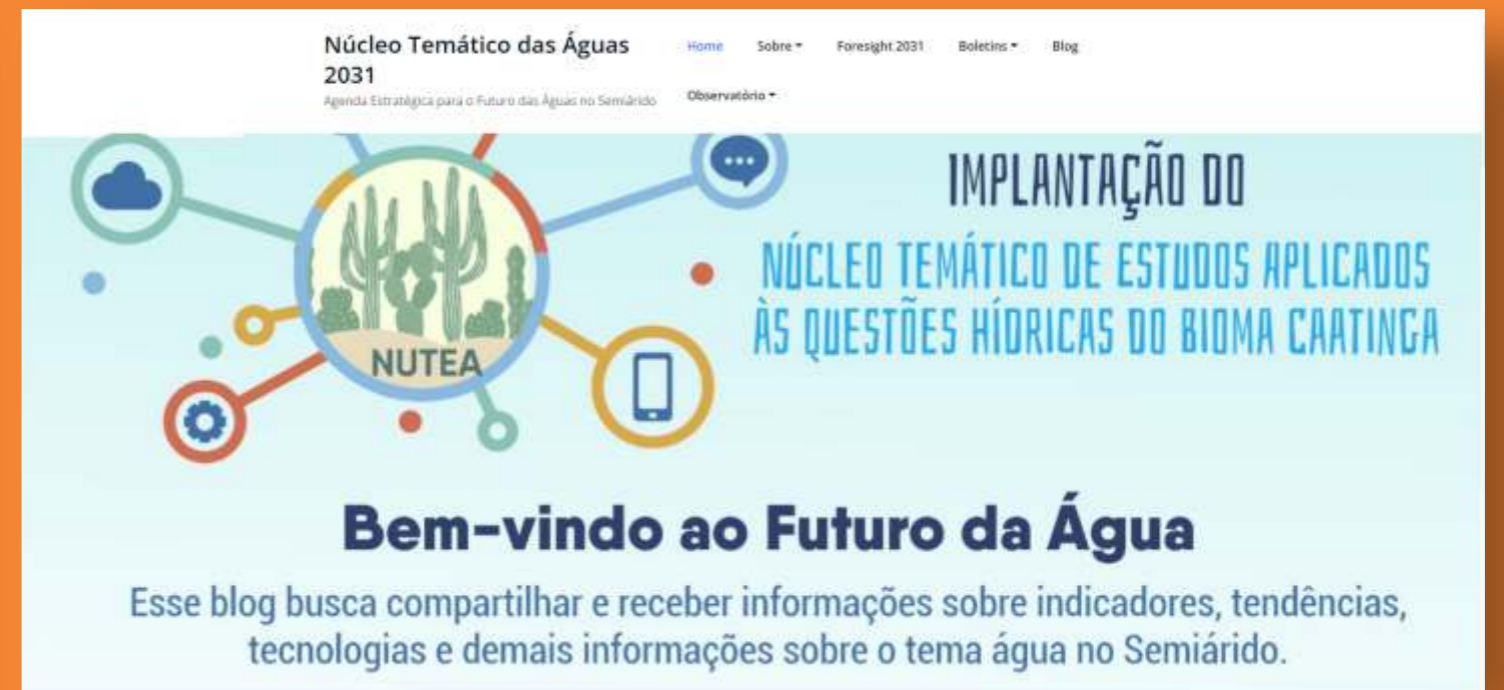 Núcleo Temático das Águas
2031
Agenda Estratégica para o Futuro das Águas no Semiárido
Home Sobre Foresight 2031 Boletins Blog
Observatório
IMPLANTAÇÃO DO
NÚCLEO TEMÁTICO DE ESTUDOS APLICADOS
ÀS QUESTÕES HÍDRICAS DO BIOMA CAATINGA
NUTEA
Bem-vindo ao Futuro da Água
Esse blog busca compartilhar e receber informações sobre indicadores, tendências,
tecnologias e demais informações sobre o tema água no Semiárido.